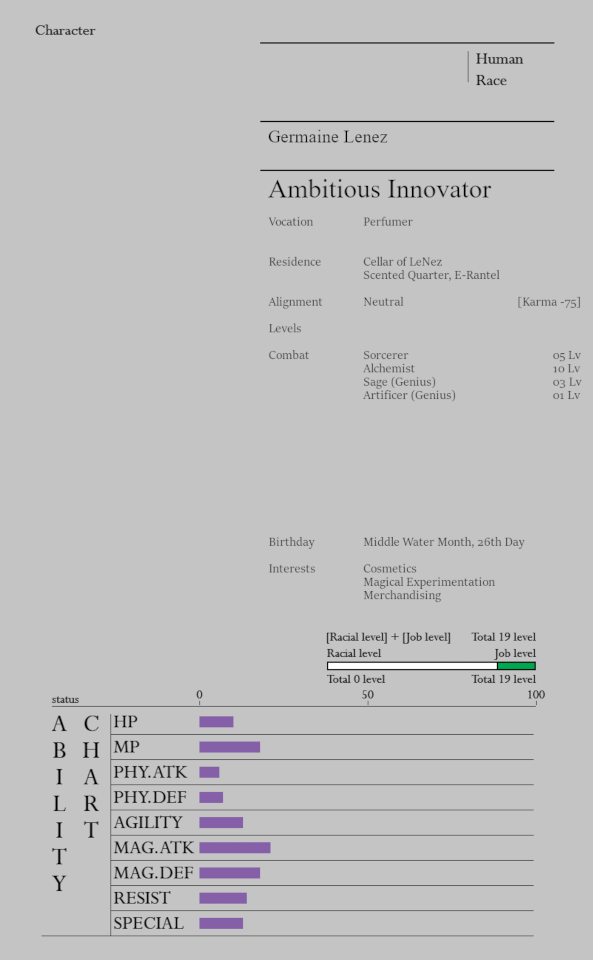 Character
Human
Race
Germaine Lenez
Ambitious Innovator
Vocation Perfumer
Residence Cellar of LeNez
Scented Quarter, E-Rantel
Alignment Neutral [Karma -75]
Levels
Combat Sorcerer 05 Lv
Alchemist 10 Lv
Sage (Genius) 03 Lv
Artificer (Genius) 01 Lv
Birthday Middle Water Month, 26th Day
Interests Cosmetics
Magical Experimentation
Merchandising
[Racial level] + [Job level] Total 19 level
Racial level Job level
Total 0 level Total 19 level
status 0 50 100
ABILITY CHART
HP
MP
PHY.ATK
PHY.DEF
AGILITY
MAG.ATK
MAG.DEF
RESIST
SPECIAL